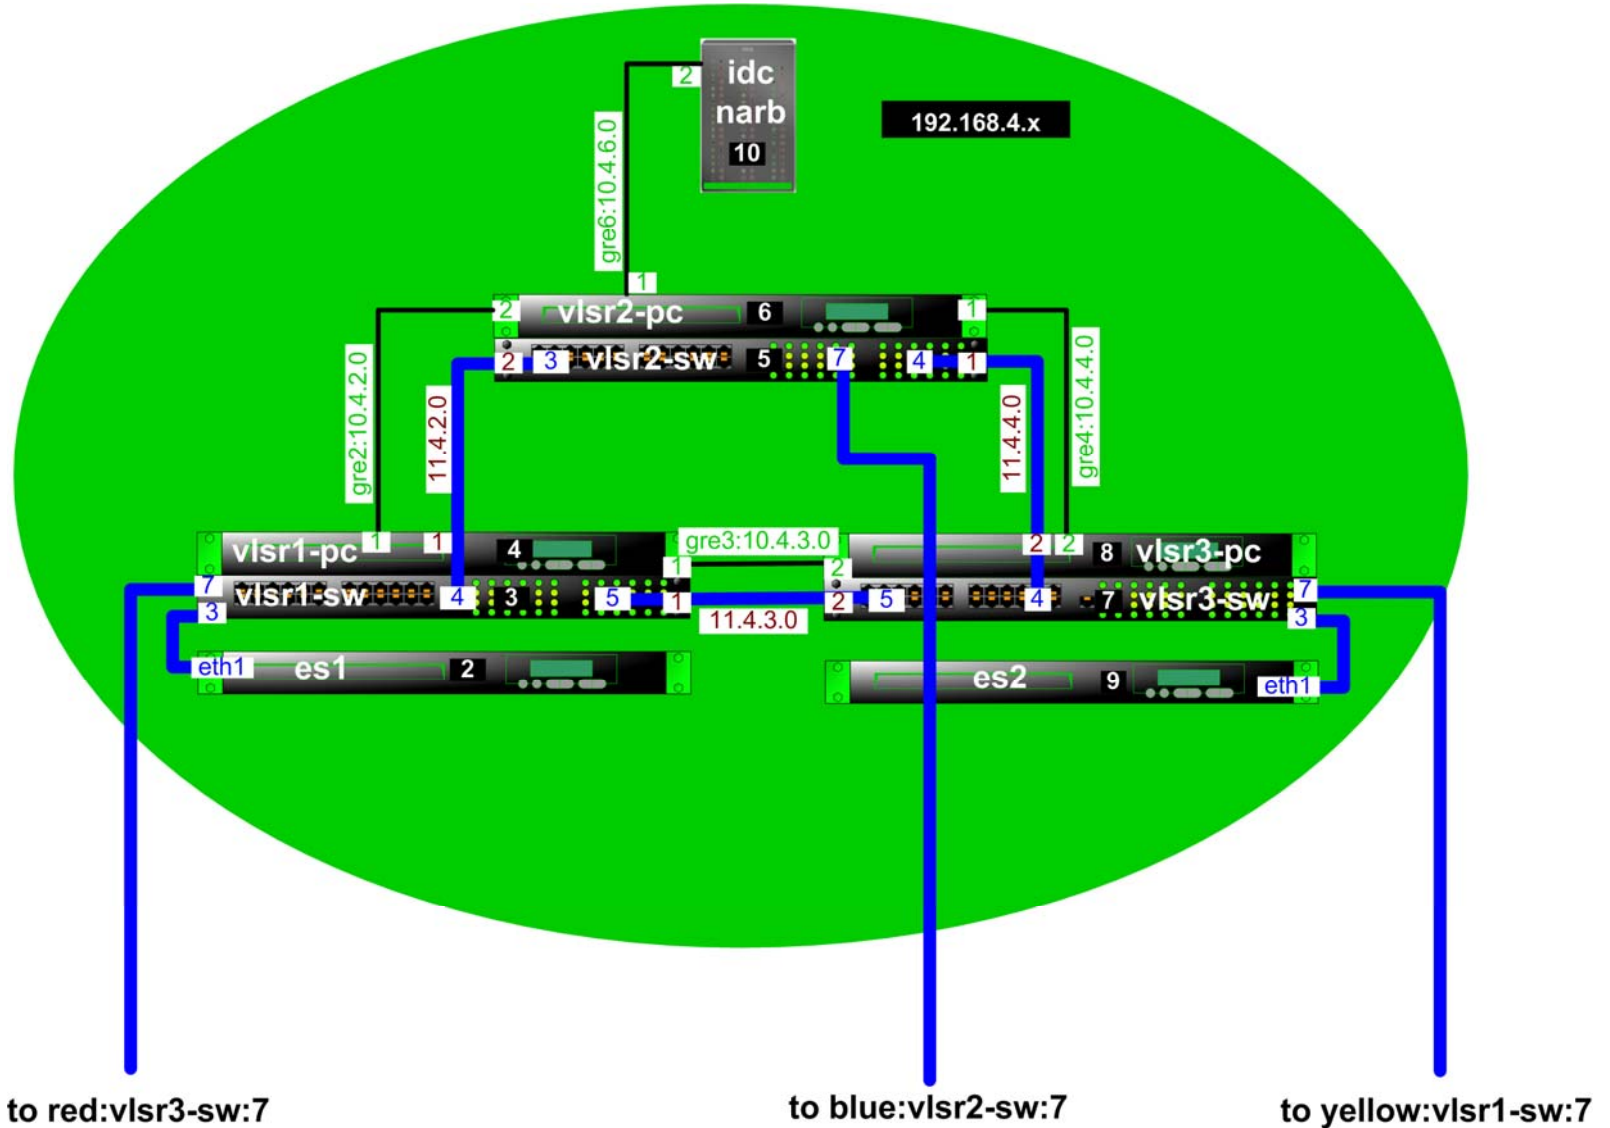 idc
2
narb
10
192.168.4.x
gre6:10.4.6.0
1
2 vlsr2-pc 6 1
2 3 vlsr2-sw 5 7 4 1
gre2:10.4.2.0
11.4.2.0
11.4.4.0
gre4:10.4.4.0
vlsr1-pc 1 1 4
gre3:10.4.3.0
2 2 8 vlsr3-pc
1 2
7 vlsr1-sw 4 3 5 1
2 5 4 7 vlsr3-sw 7
3
11.4.3.0
3
eth1 es1 2
es2 9 eth1
to red:vlsr3-sw:7
to blue:vlsr2-sw:7
to yellow:vlsr1-sw:7